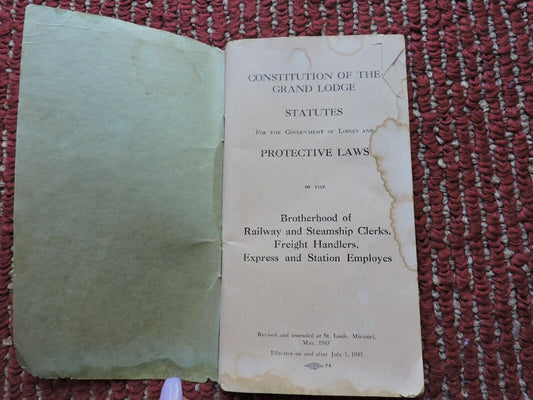 CONSTITUTION OF THE
GRAND LODGE
STATUTES
FOR THE GOVERNMENT OF LODGES AND
PROTECTIVE LAWS
OF THE
Brotherhood of
Railway and Steamship Clerks,
Freight Handlers,
Express and Station Employes
Revised and amended at St. Louis, Missouri,
May, 1943
Effective on and after July 1, 1943
74